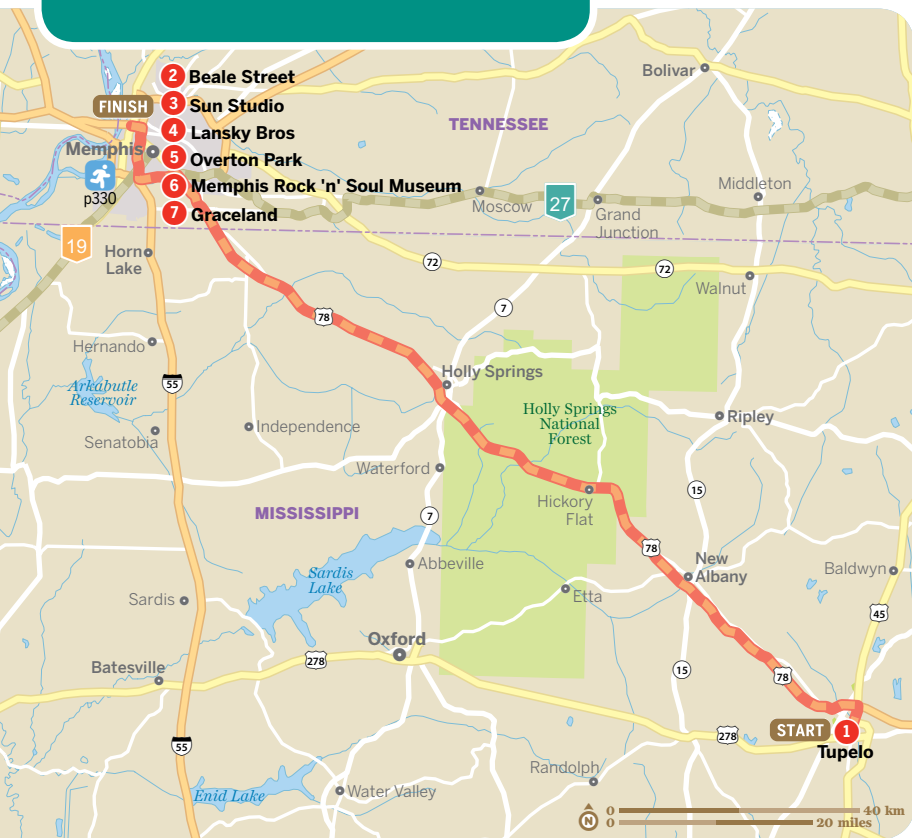 2 Beale Street
Bolivar
FINISH
3 Sun Studio
TENNESSEE
4 Lansky Bros
Memphis
5 Overton Park
p330
6 Memphis Rock 'n' Soul Museum
Moscow
27
Grand
Junction
Middleton
7 Graceland
19
Horn
Lake
72
72
Walnut
78
7
Hernando
Holly Springs
Arkabutle
Reservoir
55
Holly Springs
National
Forest
Ripley
Independence
Senatobia
Waterford
15
Hickory
Flat
MISSISSIPPI
7
78
New
Albany
Abbeville
Baldwyn
Sardis
Lake
Etta
Sardis
45
Oxford
278
Batesville
15
78
START
1
Tupelo
278
55
Randolph
Enid Lake
Water Valley
N
0 40 km
0 20 miles